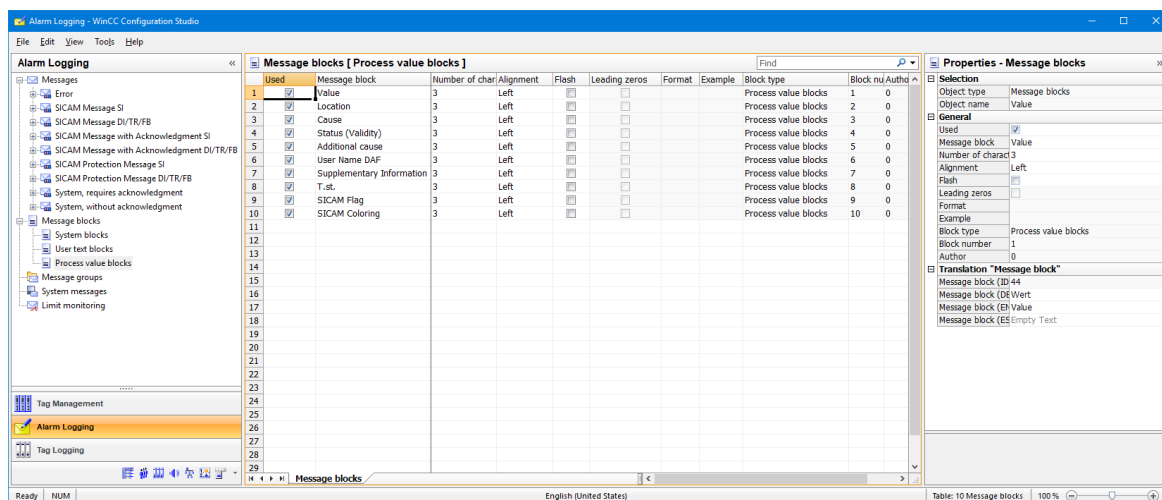 Alarm Logging - WinCC Configuration Studio
File Edit View Tools Help
Alarm Logging «
Messages
Error
SICAM Message SI
SICAM Message DI/TR/FB
SICAM Message with Acknowledgment SI
SICAM Message with Acknowledgment DI/TR/FB
SICAM Protection Message SI
SICAM Protection Message DI/TR/FB
System, requires acknowledgment
System, without acknowledgment
Message blocks
System blocks
User text blocks
Process value blocks
Message groups
System messages
Limit monitoring
Tag Management
Alarm Logging
Tag Logging
Message blocks [ Process value blocks ] Find
Used Message block Number of char Alignment Flash Leading zeros Format Example Block type Block nu Autho
1 Value 3 Left Process value blocks 1 0
2 Location 3 Left Process value blocks 2 0
3 Cause 3 Left Process value blocks 3 0
4 Status (Validity) 3 Left Process value blocks 4 0
5 Additional cause 3 Left Process value blocks 5 0
6 User Name DAF 3 Left Process value blocks 6 0
7 Supplementary Information 3 Left Process value blocks 7 0
8 T.st. 3 Left Process value blocks 8 0
9 SICAM Flag 3 Left Process value blocks 9 0
10 SICAM Coloring 3 Left Process value blocks 10 0
11
12
13
14
15
16
17
18
19
20
21
22
23
24
25
26
27
28
29
Message blocks
Properties - Message blocks »
Selection
Object type Message blocks
Object name Value
General
Used
Message block Value
Number of charact 3
Alignment Left
Flash
Leading zeros
Format
Example
Block type Process value blocks
Block number 1
Author 0
Translation "Message block"
Message block (ID 44
Message block (DE Wert
Message block (EN Value
Message block (ES Empty Text
Ready NUM English (United States) Table: 10 Message blocks 100 %